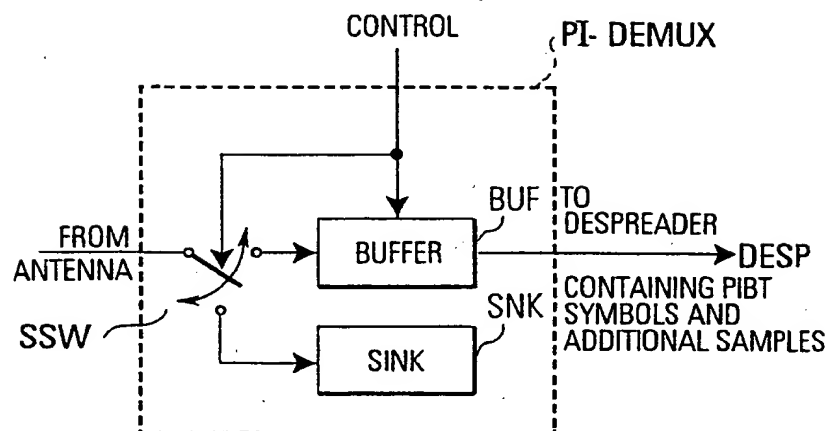 CONTROL
PI- DEMUX
BUF
TO
DESPREADER
FROM
ANTENNA
BUFFER
DESP
CONTAINING PIBT
SYMBOLS AND
ADDITIONAL SAMPLES
SSW
SNK
SINK